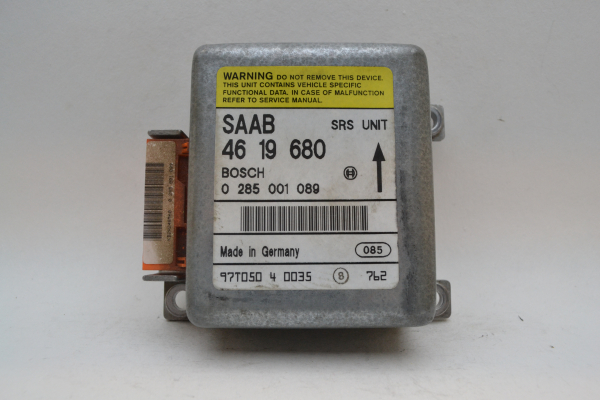 WARNING DO NOT REMOVE THIS DEVICE.
THIS UNIT CONTAINS VEHICLE SPECIFIC
FUNCTIONAL DATA. IN CASE OF MALFUNCTION
REFER TO SERVICE MANUAL
SAAB SRS UNIT
46 19 680
BOSCH
0 285 001 089
Made in Germany 085
97T050 4 0035 B 762